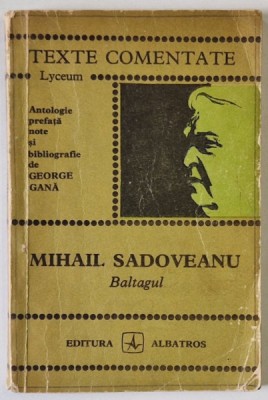 TEXTE COMENTATE
Lyceum
Antologie
prefață
note
și
bibliografie
de
GEORGE
GANĂ
MIHAIL SADOVEANU
Baltagul
EDITURA A ALBATROS